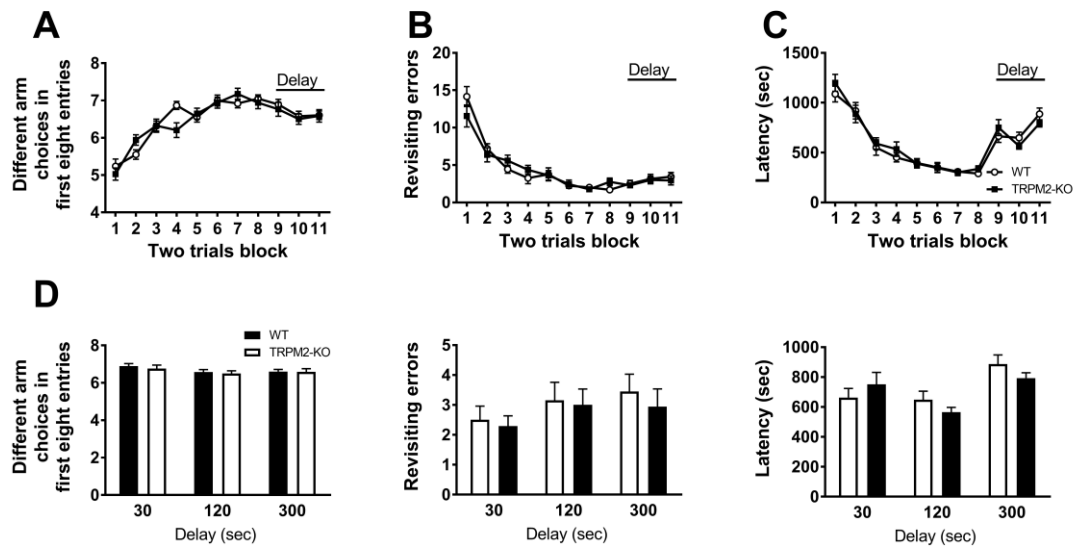 A
Different arm
choices in
first eight entries
8
7
6
5
4
Delay
1 2 3 4 5 6 7 8 9 10 11
Two trials block
B
Revisiting errors
20
15
10
5
0
Delay
1 2 3 4 5 6 7 8 9 10 11
Two trials block
C
Latency (sec)
1500
1000
500
0
Delay
WT
TRPM2-KO
1 2 3 4 5 6 7 8 9 10 11
Two trials block
D
Different arm
choices in
first eight entries
8
6
4
2
0
WT
TRPM2-KO
30 120 300
Delay (sec)
Revisiting errors
5
4
3
2
1
0
30 120 300
Delay (sec)
Latency (sec)
1000
800
600
400
200
0
30 120 300
Delay (sec)